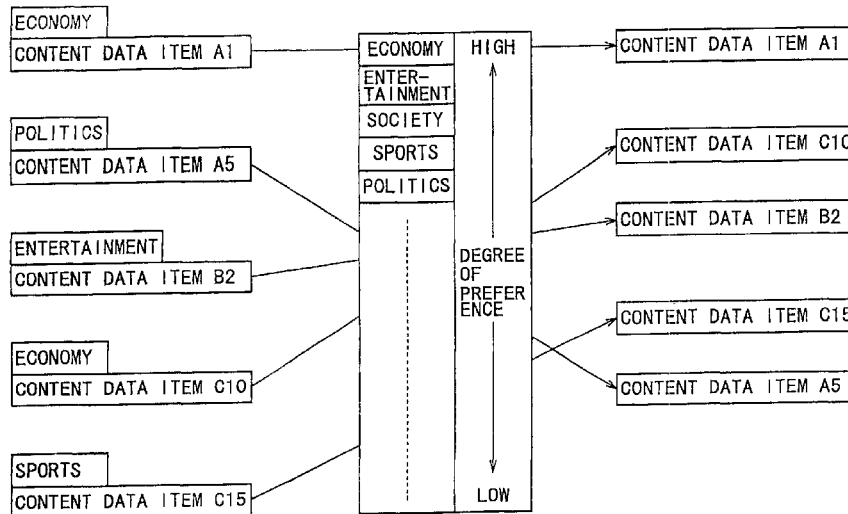 ECONOMY
CONTENT DATA ITEM A1
POLITICS
CONTENT DATA ITEM A5
ENTERTAINMENT
CONTENT DATA ITEM B2
ECONOMY
CONTENT DATA ITEM C10
SPORTS
CONTENT DATA ITEM C15
ECONOMY
ENTER-
TAINMENT
SOCIETY
SPORTS
POLITICS
HIGH
DEGREE
OF
PREFER
ENCE
LOW
CONTENT DATA ITEM A1
CONTENT DATA ITEM C10
CONTENT DATA ITEM B2
CONTENT DATA ITEM C15
CONTENT DATA ITEM A5